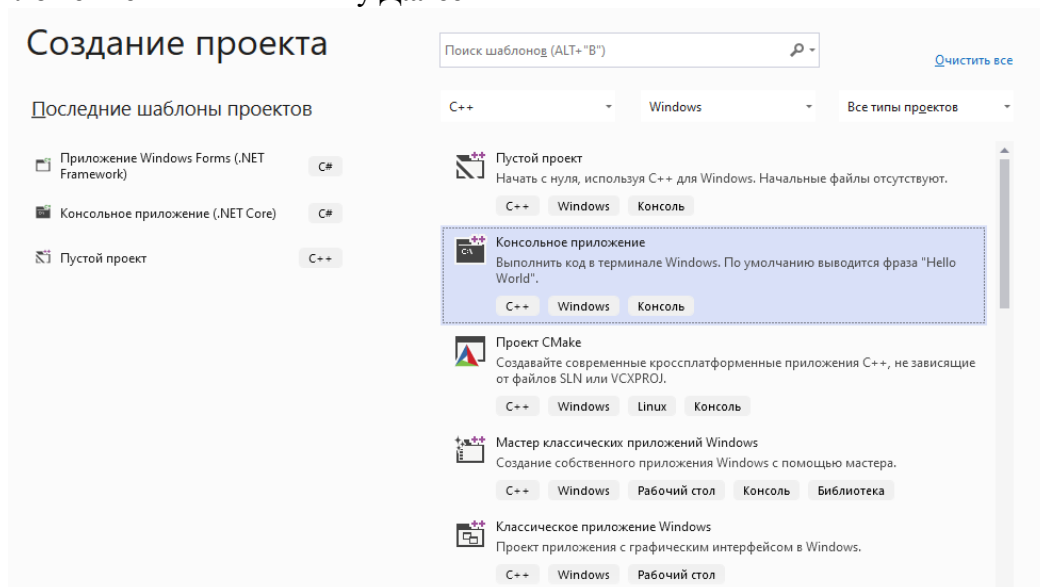 Создание проекта
Поиск шаблонов (ALT+"В")
Очистить все
Последние шаблоны проектов
C++
Windows
Все типы проектов
Приложение Windows Forms (.NET
Framework)
C#
Консольное приложение (.NET Core)
C#
Пустой проект
C++
Пустой проект
Начать с нуля, используя C++ для Windows. Начальные файлы отсутствуют.
C++ Windows Консоль
Консольное приложение
Выполнить код в терминале Windows. По умолчанию выводится фраза "Hello
World".
C++ Windows Консоль
Проект CMake
Создавайте современные кроссплатформенные приложения C++, не зависящие
от файлов SLN или VCXPROJ.
C++ Windows Linux Консоль
Мастер классических приложений Windows
Создание собственного приложения Windows с помощью мастера.
C++ Windows Рабочий стол Консоль Библиотека
Классическое приложение Windows
Проект приложения с графическим интерфейсом в Windows.
C++ Windows Рабочий стол